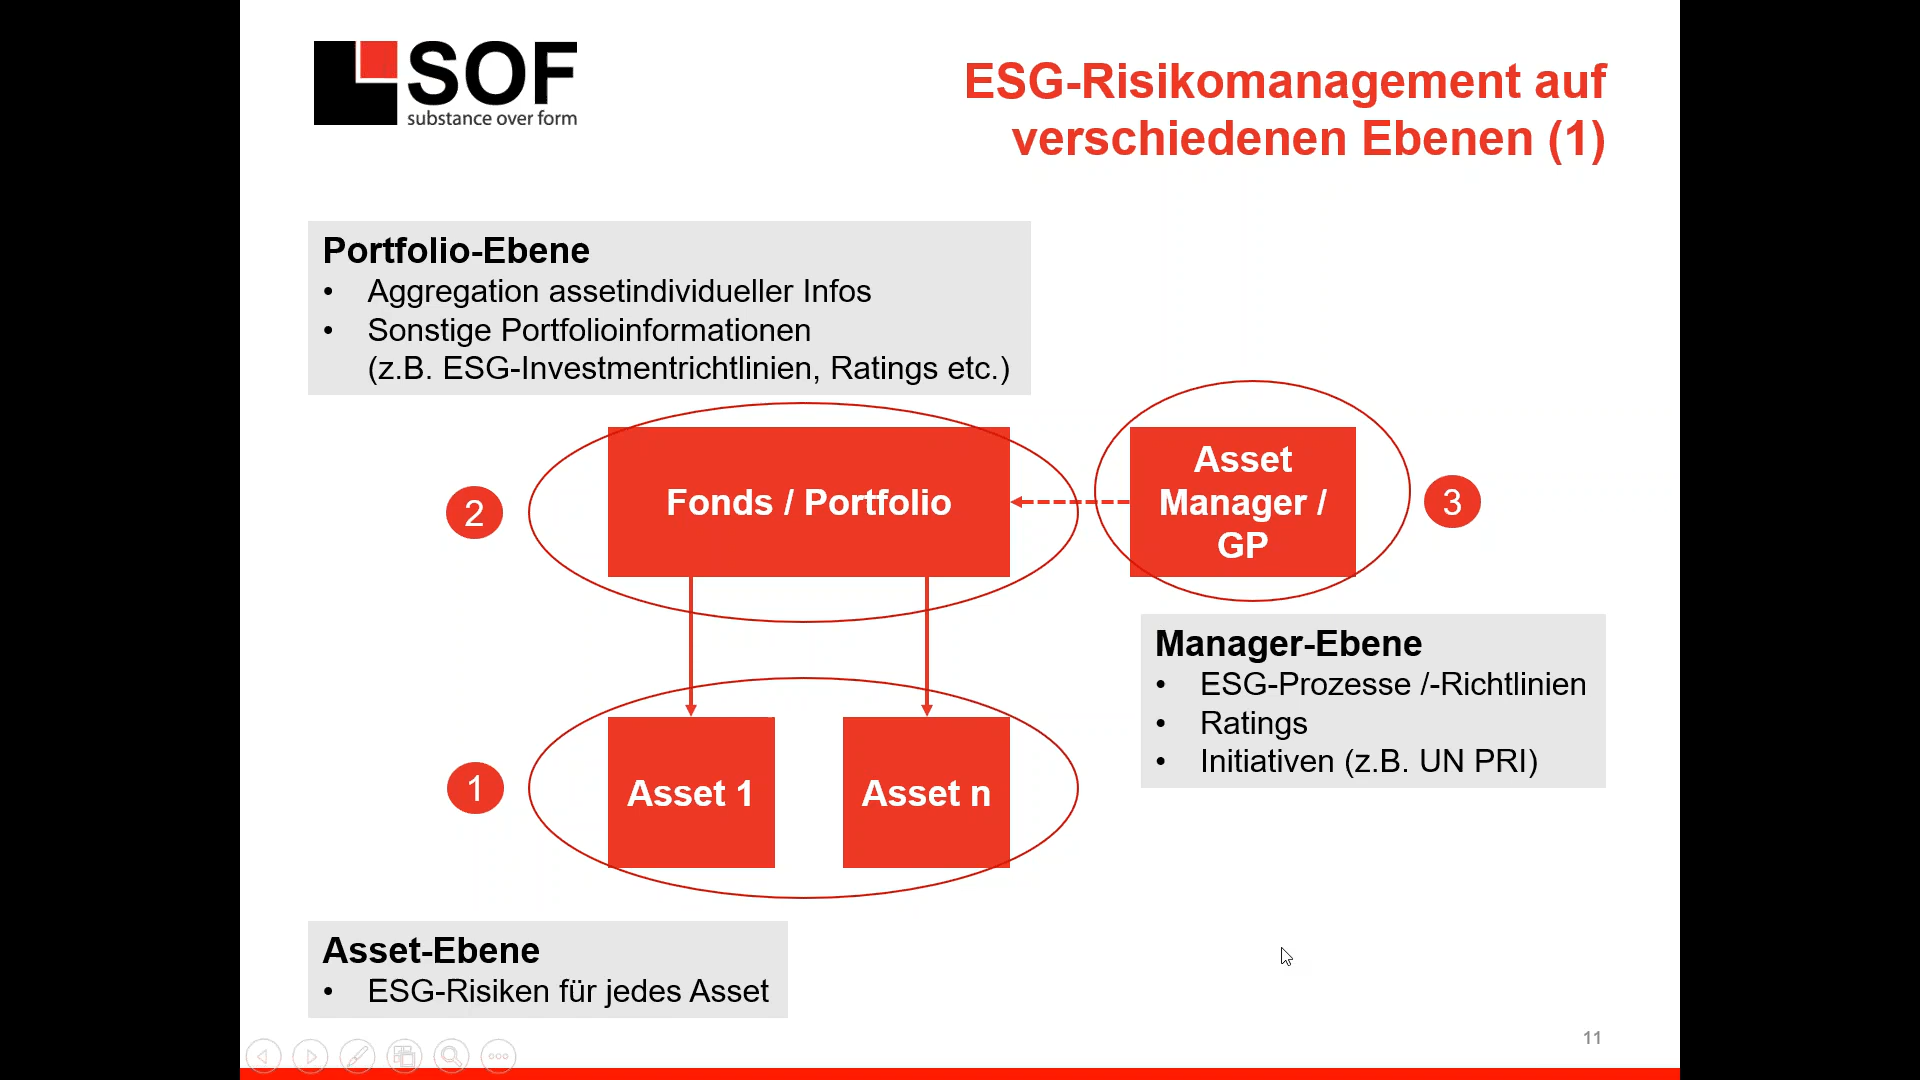 SOF
substance over form
ESG-Risikomanagement auf
verschiedenen Ebenen (1)
Portfolio-Ebene
• Aggregation assetindividueller Infos
• Sonstige Portfolioinformationen
(z.B. ESG-Investmentrichtlinien, Ratings etc.)
2
Fonds / Portfolio
Asset
Manager /
GP
3
Manager-Ebene
• ESG-Prozesse /-Richtlinien
• Ratings
• Initiativen (z.B. UN PRI)
1
Asset 1
Asset n
Asset-Ebene
• ESG-Risiken für jedes Asset
11